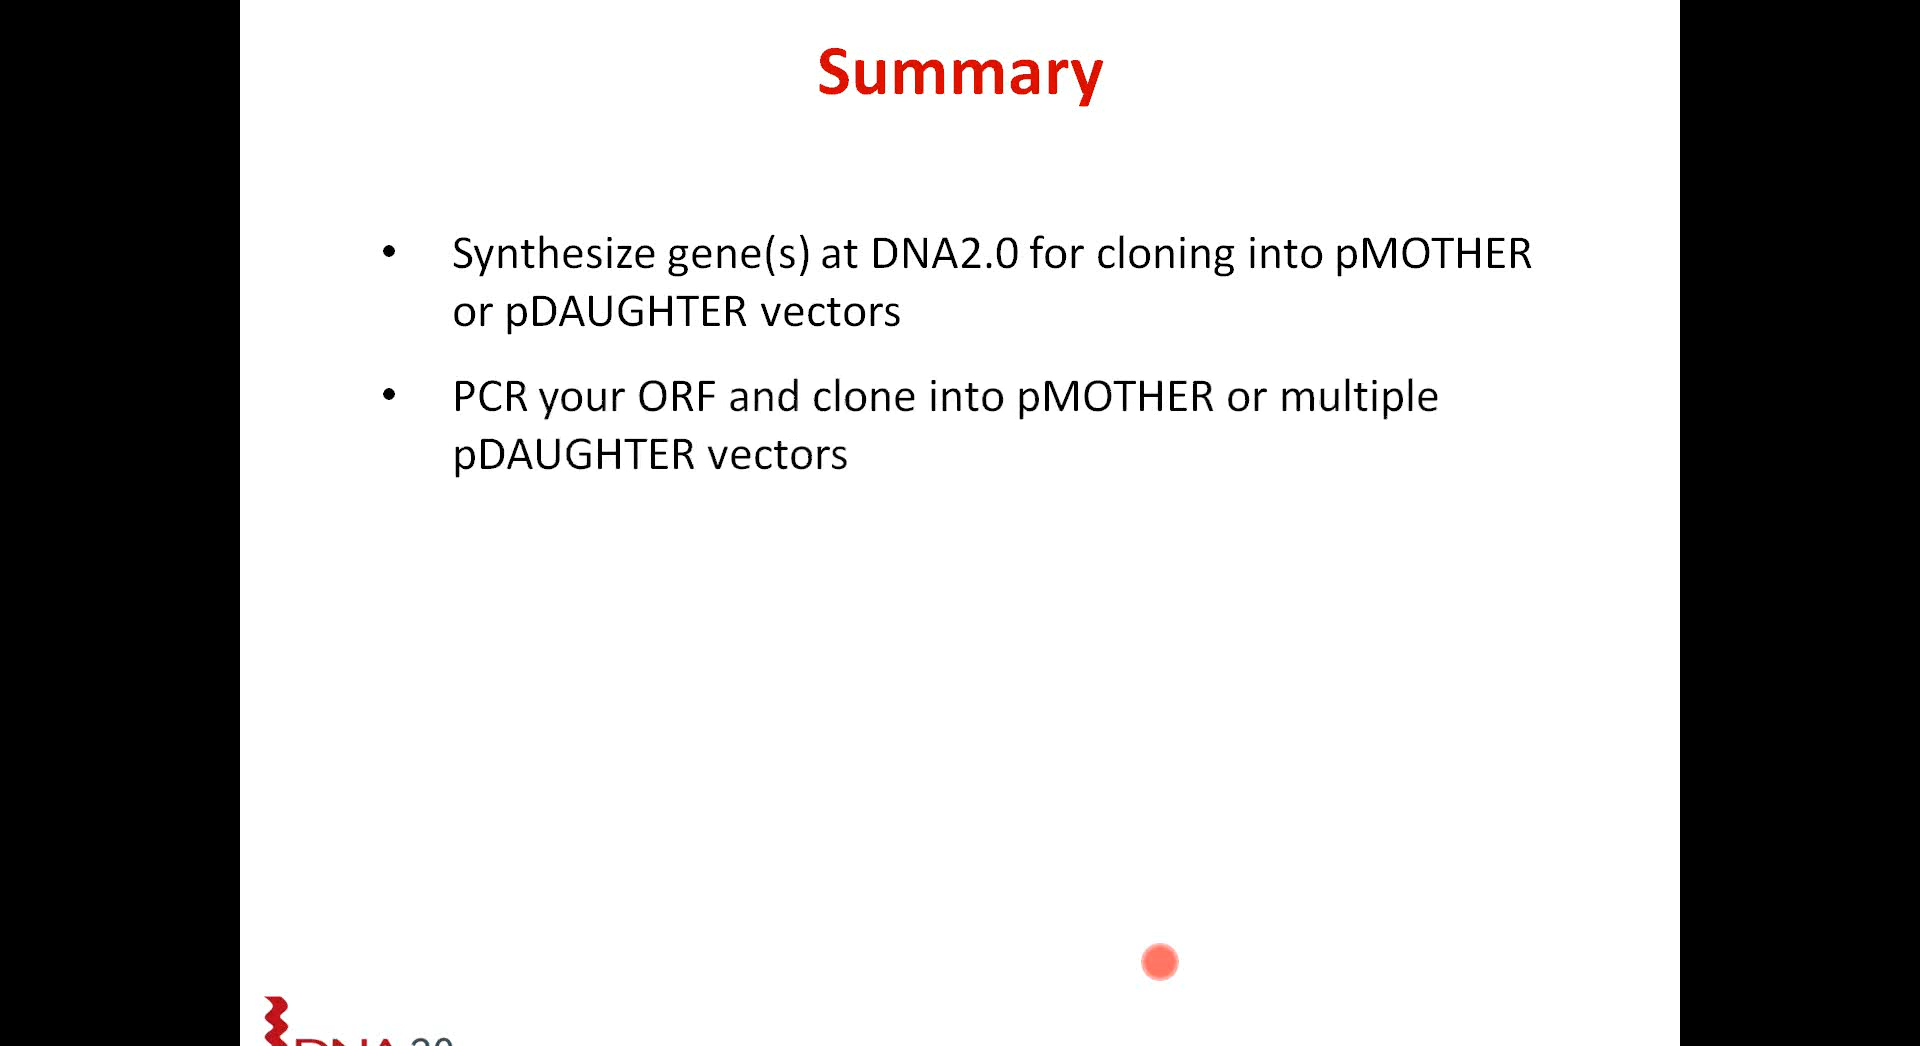 Summary
• Synthesize gene(s) at DNA2.0 for cloning into pMOTHER
or pDAUGHTER vectors
• PCR your ORF and clone into pMOTHER or multiple
pDAUGHTER vectors
DNA 2.0